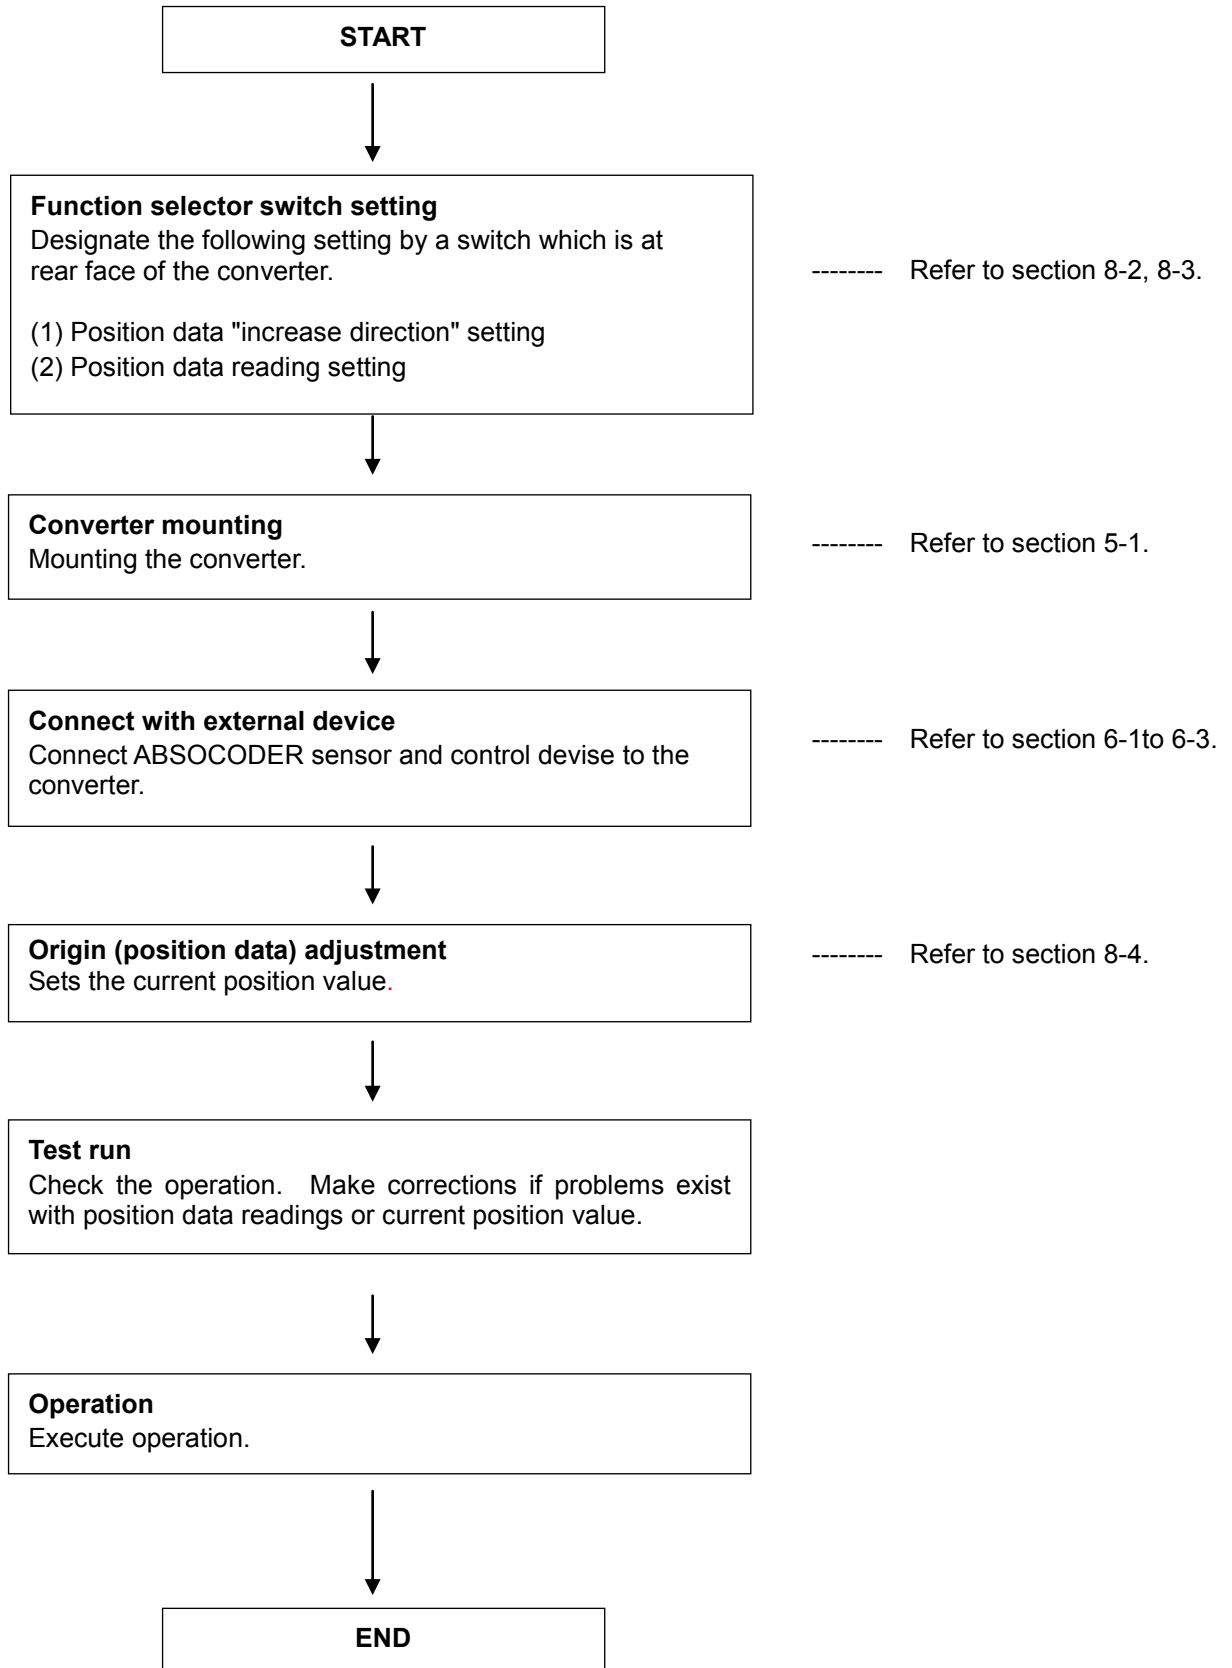 START
Function selector switch setting
Designate the following setting by a switch which is at
rear face of the converter.
(1) Position data "increase direction" setting
(2) Position data reading setting
-------- Refer to section 8-2, 8-3.
Converter mounting
Mounting the converter.
-------- Refer to section 5-1.
Connect with external device
Connect ABSOCODER sensor and control devise to the
converter.
-------- Refer to section 6-1to 6-3.
Origin (position data) adjustment
Sets the current position value.
-------- Refer to section 8-4.
Test run
Check the operation. Make corrections if problems exist
with position data readings or current position value.
Operation
Execute operation.
END